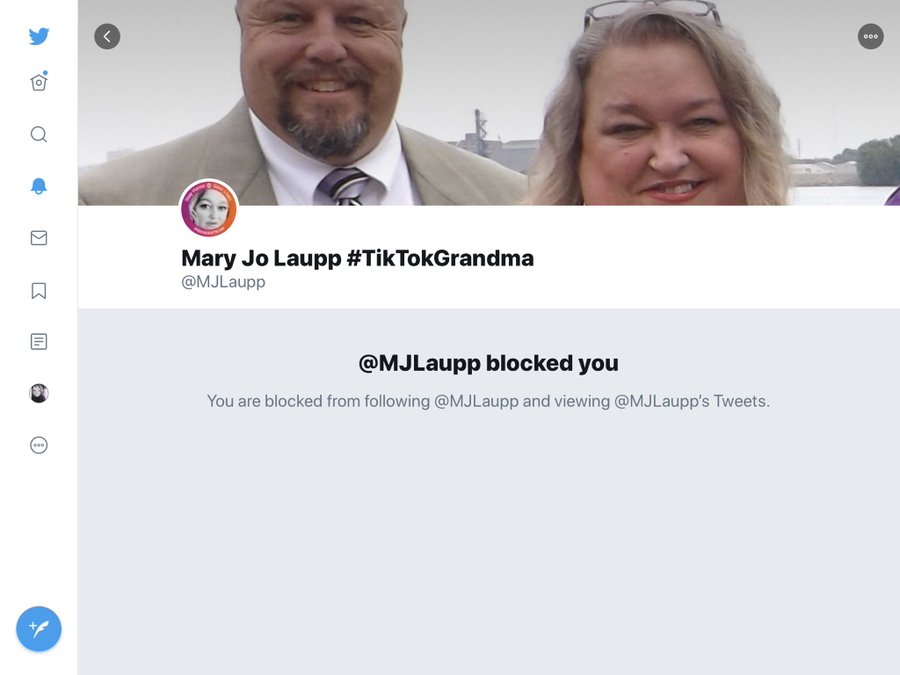 Mary Jo Laupp #TikTokGrandma
@MJLaupp
@MJLaupp blocked you
You are blocked from following @MJLaupp and viewing @MJLaupp's Tweets.